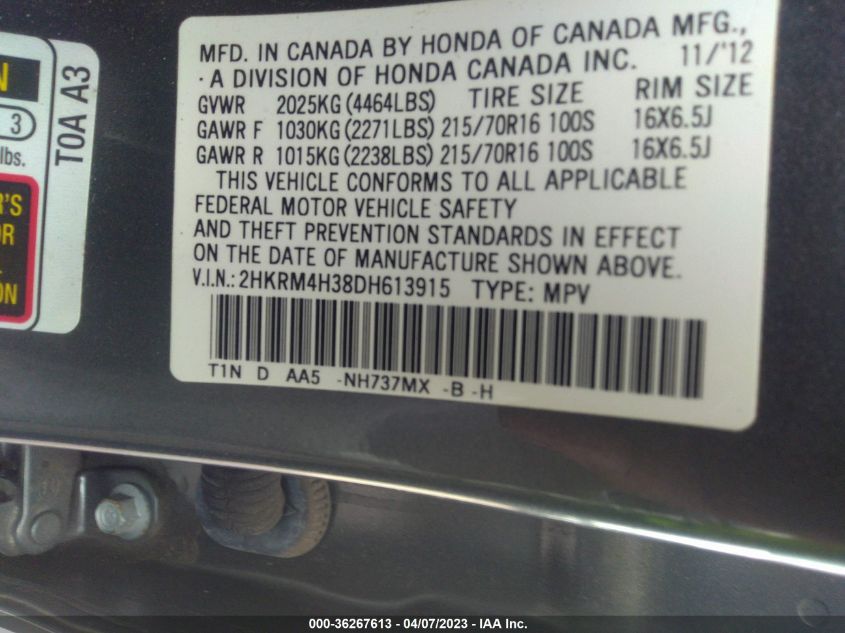 N
3
lbs.
R'S
OR
L
ON
T0A A3
MFD. IN CANADA BY HONDA OF CANADA MFG.,
·A DIVISION OF HONDA CANADA INC. 11/'12
GVWR 2025KG (4464LBS) TIRE SIZE RIM SIZE
GAWR F 1030KG (2271LBS) 215/70R16 100S 16X6.5J
GAWR R 1015KG (2238LBS) 215/70R16 100S 16X6.5J
THIS VEHICLE CONFORMS TO ALL APPLICABLE
FEDERAL MOTOR VEHICLE SAFETY
AND THEFT PREVENTION STANDARDS IN EFFECT
ON THE DATE OF MANUFACTURE SHOWN ABOVE.
V.I.N.: 2HKRM4H38DH613915 TYPE: MPV
T1N D AA5 -NH737MX -B -H
000-36267613 - 04/07/2023 - IAA Inc.